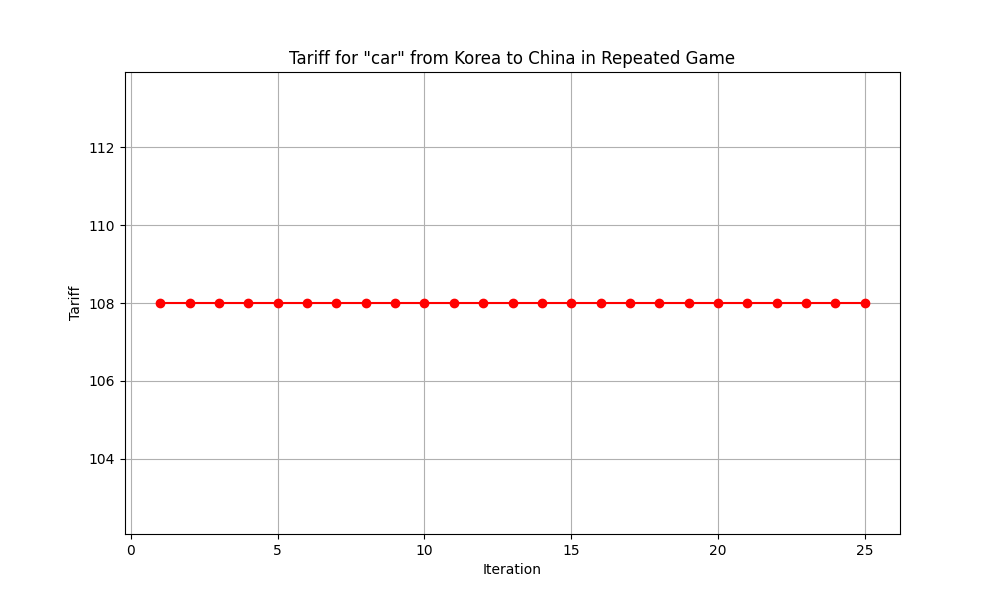 Tariff for "car" from Korea to China in Repeated Game
Tariff
112
110
108
106
104
0 5 10 15 20 25
Iteration